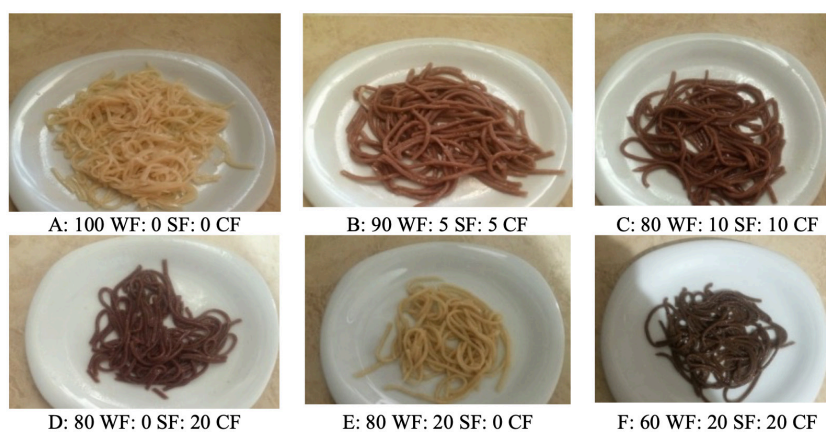 A: 100 WF: 0 SF: 0 CF
B: 90 WF: 5 SF: 5 CF
C: 80 WF: 10 SF: 10 CF
D: 80 WF: 0 SF: 20 CF
E: 80 WF: 20 SF: 0 CF
F: 60 WF: 20 SF: 20 CF